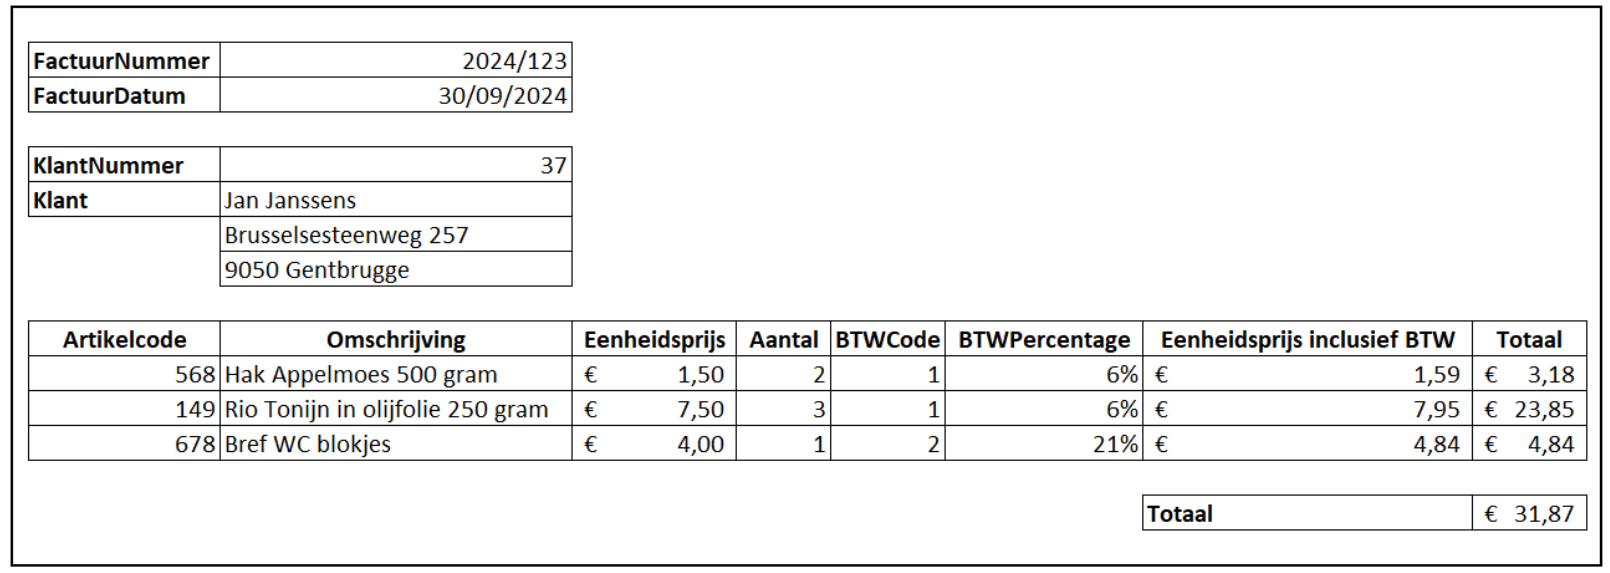 FactuurNummer 2024/123
FactuurDatum 30/09/2024
KlantNummer 37
Klant Jan Janssens
Brusselsesteenweg 257
9050 Gentbrugge
Artikelcode Omschrijving Eenheidsprijs Aantal BTWCode BTWPercentage Eenheidsprijs inclusief BTW Totaal
568 Hak Appelmoes 500 gram € 1,50 2 1 6% € 1,59 € 3,18
149 Rio Tonijn in olijfolie 250 gram € 7,50 3 1 6% € 7,95 € 23,85
678 Bref WC blokjes € 4,00 1 2 21% € 4,84 € 4,84
Totaal € 31,87